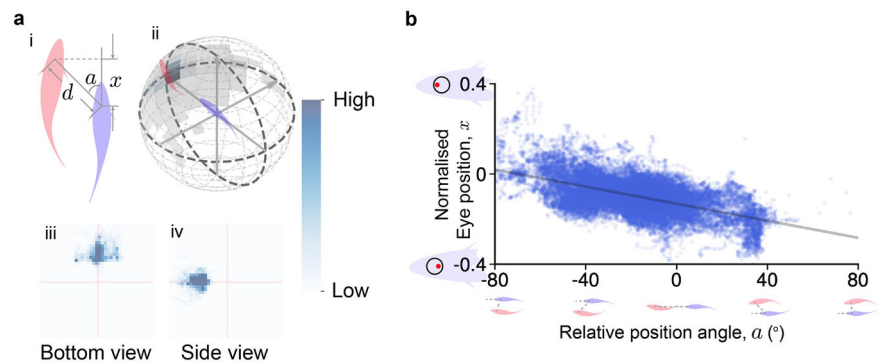 a
i
ii
a
x
d
High
Low
iii
iv
Bottom view
Side view
b
0.4
0
-0.4
Normalised
Eye position, x
-80
-40
0
40
80
Relative position angle, a (°)